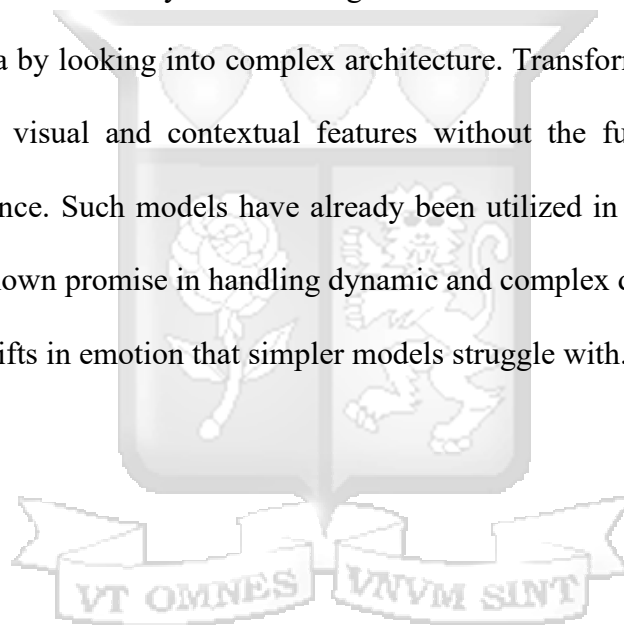 a by looking into complex architecture. Transform
visual and contextual features without the fu
nce. Such models have already been utilized in
own promise in handling dynamic and complex
ifts in emotion that simpler models struggle with.
VT OMNES VNVM SINT